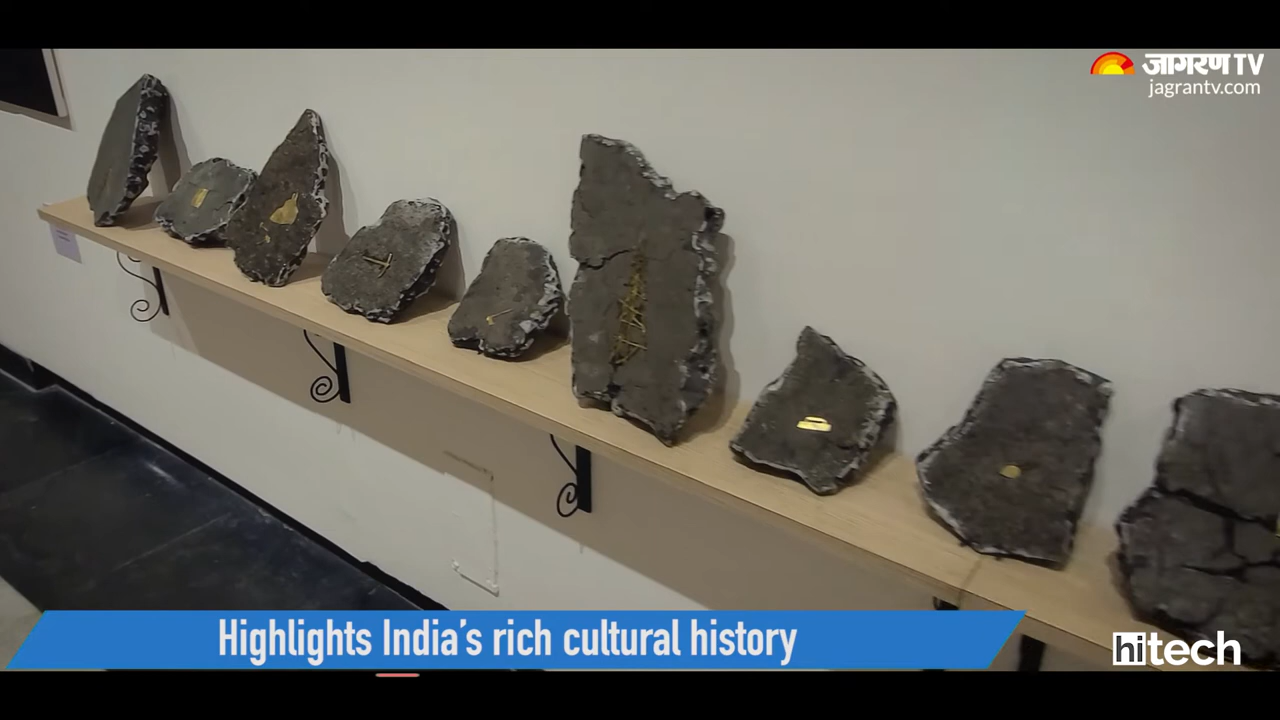 जागरण TV
jagrantv.com
Highlights India's rich cultural history
hitech